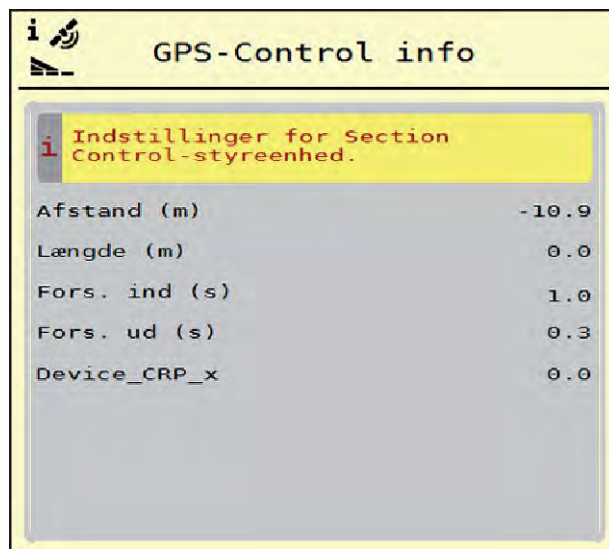 i
GPS-Control info
i Indstillinger for Section
Control-styreenhed.
Afstand (m) -10.9
Længde (m) 0.0
Fors. ind (s) 1.0
Fors. ud (s) 0.3
Device_CRP_x 0.0